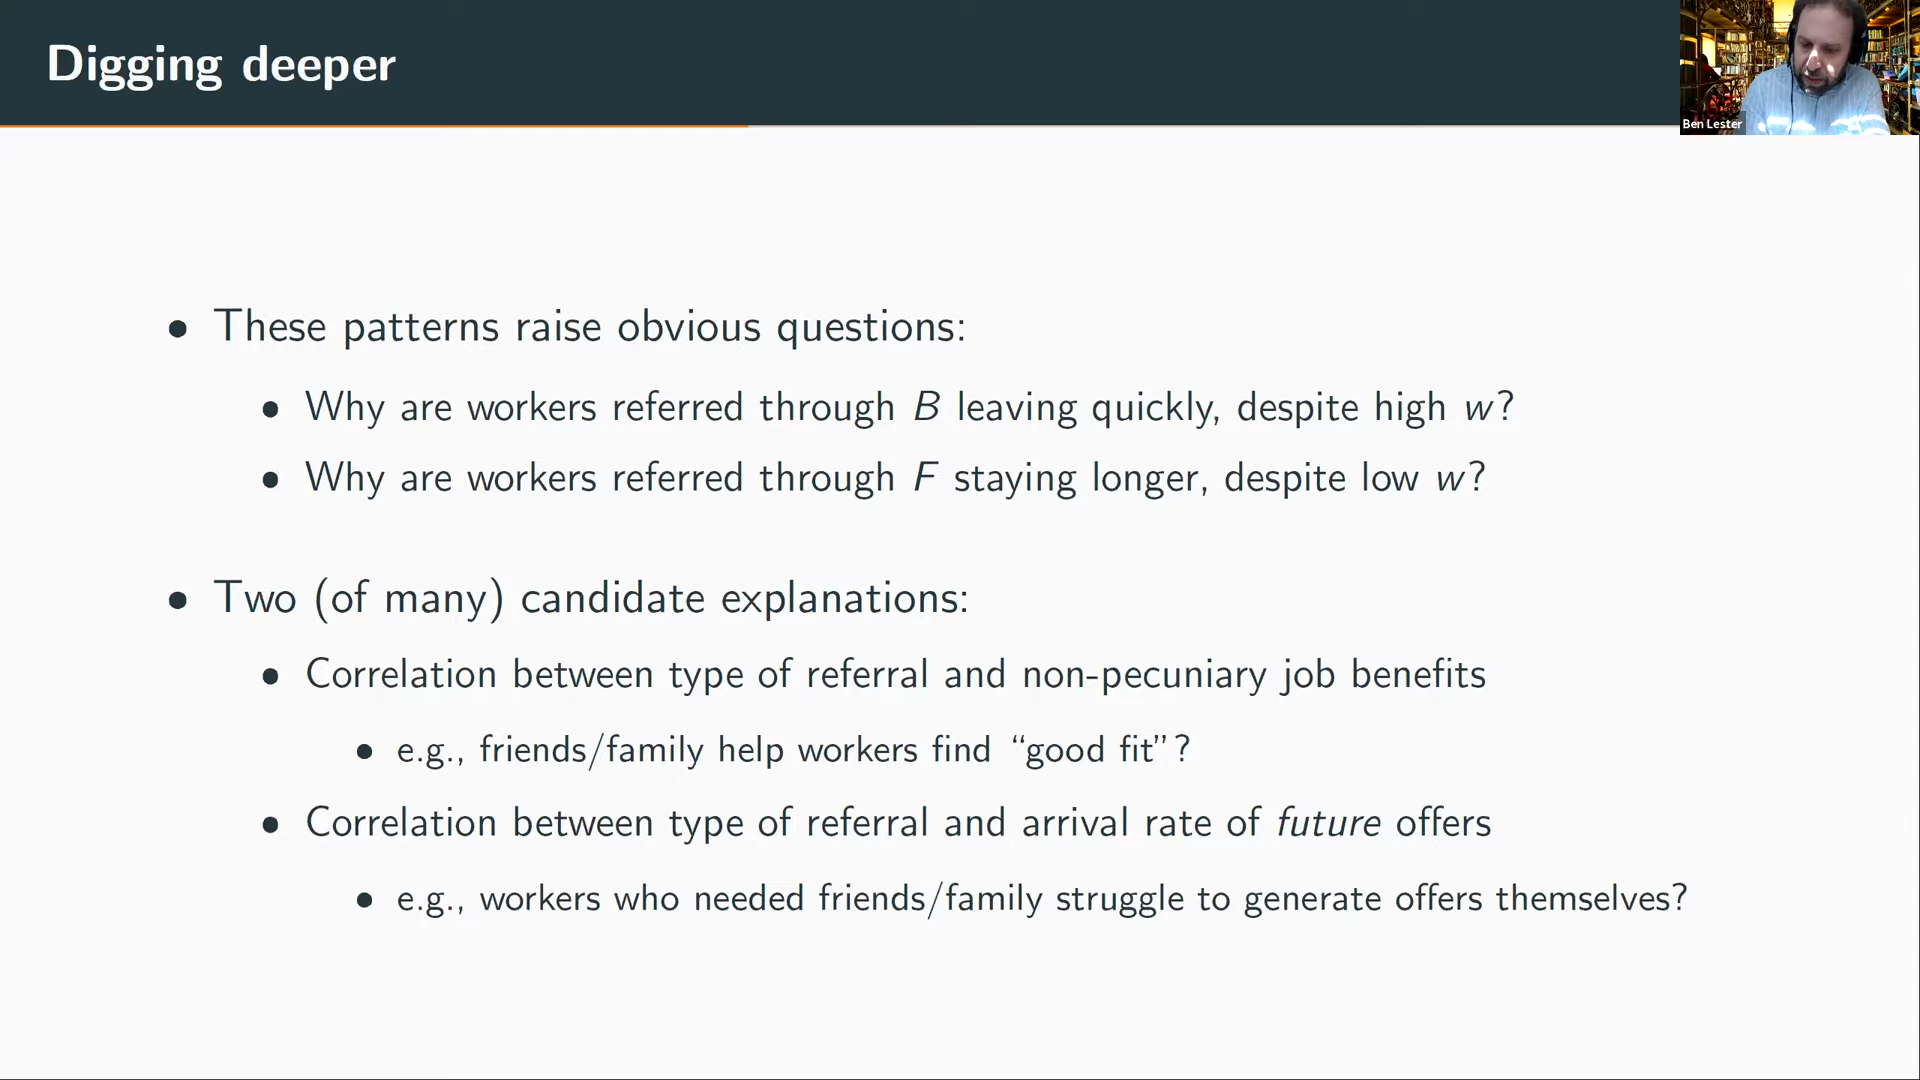 Digging deeper
Ben Lester
• These patterns raise obvious questions:
• Why are workers referred through B leaving quickly, despite high w?
• Why are workers referred through F staying longer, despite low w?
• Two (of many) candidate explanations:
• Correlation between type of referral and non-pecuniary job benefits
• e.g., friends/family help workers find “good fit”?
• Correlation between type of referral and arrival rate of future offers
• e.g., workers who needed friends/family struggle to generate offers themselves?